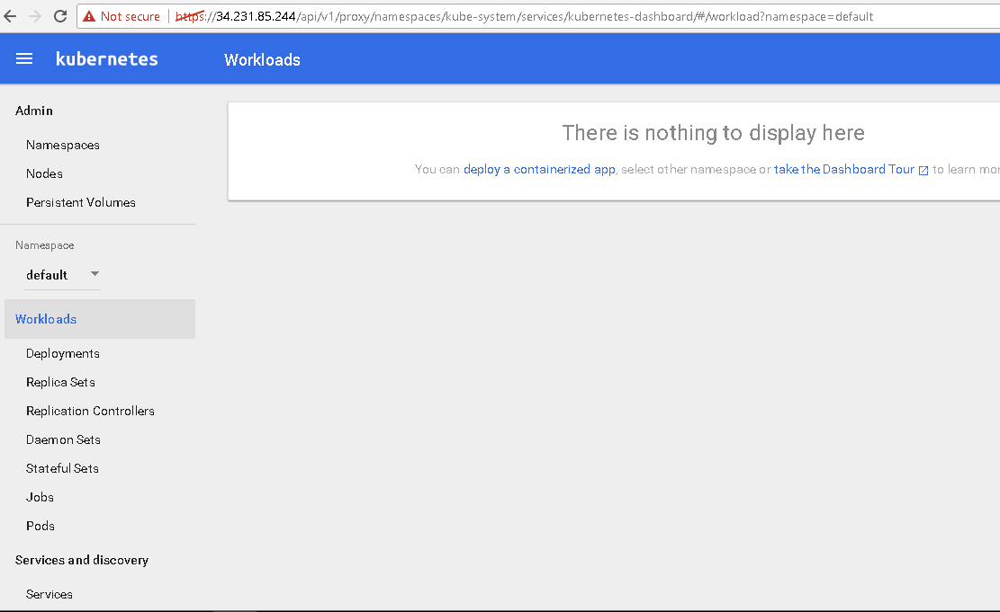 Not secure | https://34.231.85.244/api/v1/proxy/namespaces/kube-system/services/kubernetes-dashboard/#/workload?namespace=default
kubernetes
Workloads
Admin
Namespaces
Nodes
Persistent Volumes
Namespace
default
Workloads
Deployments
Replica Sets
Replication Controllers
Daemon Sets
Stateful Sets
Jobs
Pods
Services and discovery
Services
There is nothing to display here
You can deploy a containerized app, select other namespace or take the Dashboard Tour to learn mor